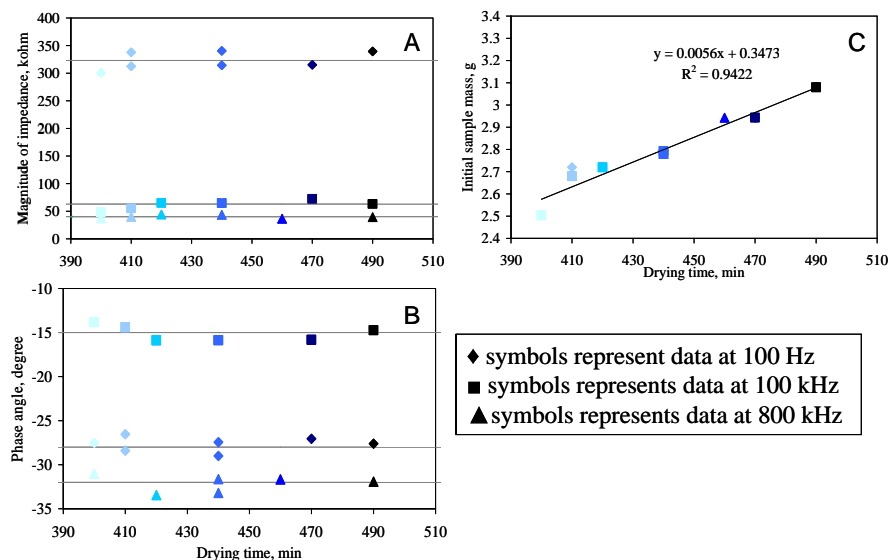 A
Magnitude of impedance, kohm
400
350
300
250
200
150
100
50
0
390 410 430 450 470 490 510
Drying time, min
C
y = 0.0056x + 0.3473
R² = 0.9422
Initial sample mass, g
3.4
3.3
3.2
3.1
3
2.9
2.8
2.7
2.6
2.5
2.4
390 410 430 450 470 490 510
Drying time, min
B
Phase angle, degree
-10
-15
-20
-25
-30
-35
390 410 430 450 470 490 510
Drying time, min
symbols represent data at 100 Hz
symbols represents data at 100 kHz
symbols represents data at 800 kHz